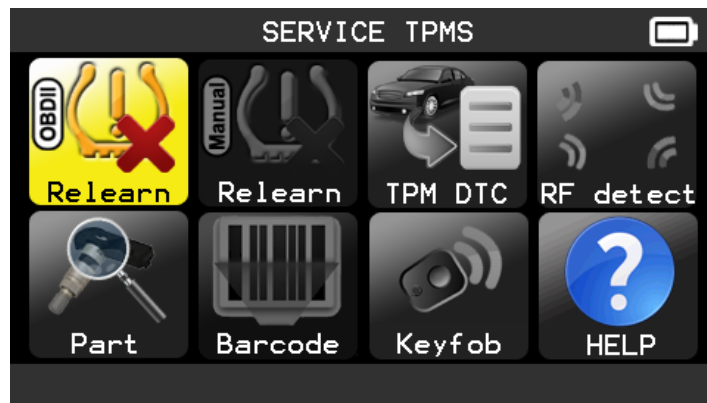 SERVICE TPMS
OBDII
Relearn
Manual
Relearn
TPM DTC
RF detect
Part
Barcode
Keyfob
?
HELP